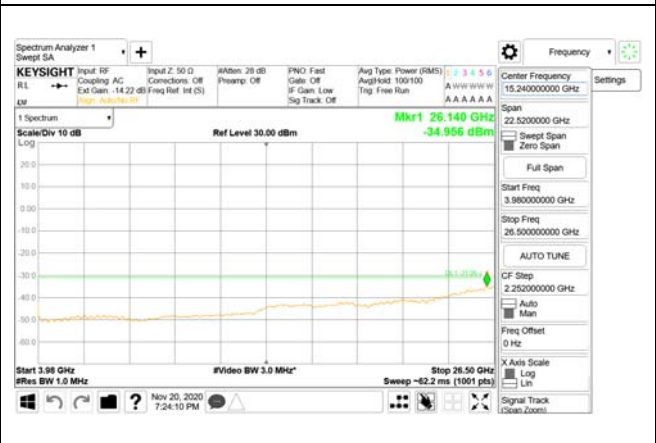 Spectrum Analyzer 1
Swept SA
Frequency
KEYSIGHT
RL
Input: RF
Coupling: AC
Ext Gain: -14.22 dB
Align: Auto/No RF
Input Z: 50 Ω
Corrections: Off
Freq Ref: Int (S)
#Atten: 28 dB
Preamp: Off
PNO: Fast
Gate: Off
IF Gain: Low
Sig Track: Off
Avg Type: Power (RMS)
Avg|Hold: 100/100
Trig: Free Run
1 2 3 4 5 6
A W W W W W
A A A A A A
Center Frequency
15.240000000 GHz
Settings
Span
22.5200000 GHz
Swept Span
Zero Span
Full Span
Start Freq
3.980000000 GHz
Stop Freq
26.500000000 GHz
AUTO TUNE
CF Step
2.252000000 GHz
Auto
Man
Freq Offset
0 Hz
X Axis Scale
Log
Lin
Signal Track
(Span Zoom)
1 Spectrum
Scale/Div 10 dB
Ref Level 30.00 dBm
Mkr1 26.140 GHz
-34.956 dBm
Log
20.0
10.0
0.00
-10.0
-20.0
-30.0
-40.0
-50.0
-60.0
Start 3.98 GHz
#Video BW 3.0 MHz*
Stop 26.50 GHz
#Res BW 1.0 MHz
Sweep ~62.2 ms (1001 pts)
Nov 20, 2020
7:24:10 PM